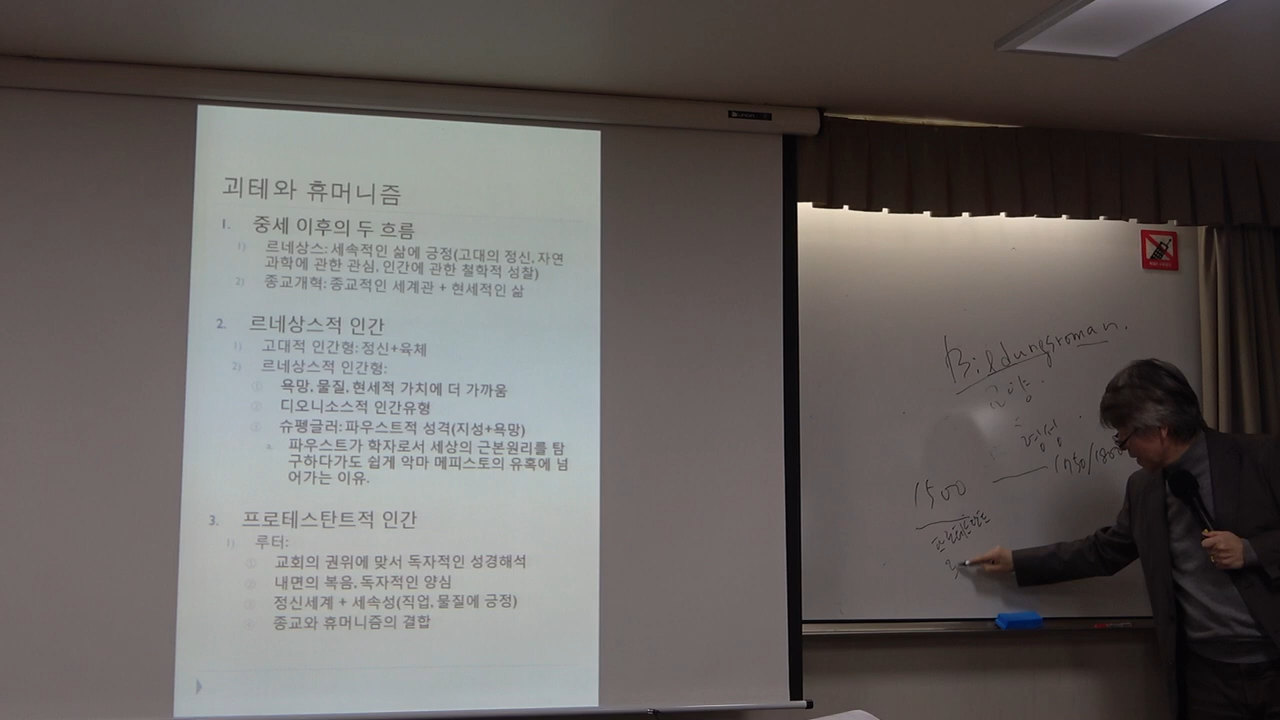 괴테와 휴머니즘
1. 중세 이후의 두 흐름
1) 르네상스: 세속적인 삶에 긍정(고대의 정신, 자연
과학에 관한 관심, 인간에 관한 철학적 성찰)
2) 종교개혁: 종교적인 세계관 + 현세적인 삶
2. 르네상스적 인간
1) 고대적 인간형: 정신+육체
2) 르네상스적 인간형:
① 욕망, 물질, 현세적 가치에 더 가까움
② 디오니소스적 인간유형
③ 슈펭글러: 파우스트적 성격(지성+욕망)
a. 파우스트가 학자로서 세상의 근본원리를 탐
구하다가도 쉽게 악마 메피스토의 유혹에 넘
어가는 이유.
3. 프로테스탄트적 인간
1) 루터:
① 교회의 권위에 맞서 독자적인 성경해석
② 내면의 복음, 독자적인 양심
③ 정신세계 + 세속성(직업, 물질에 긍정)
④ 종교와 휴머니즘의 결합
Bildungsroman.
교양
형성
1500 — 1750/1800